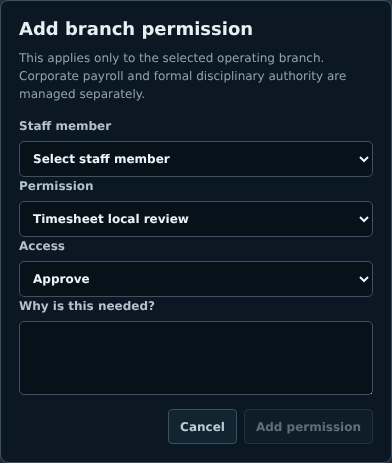 Add branch permission
This applies only to the selected operating branch.
Corporate payroll and formal disciplinary authority are
managed separately.
Staff member
Select staff member
Permission
Timesheet local review
Access
Approve
Why is this needed?
Cancel
Add permission